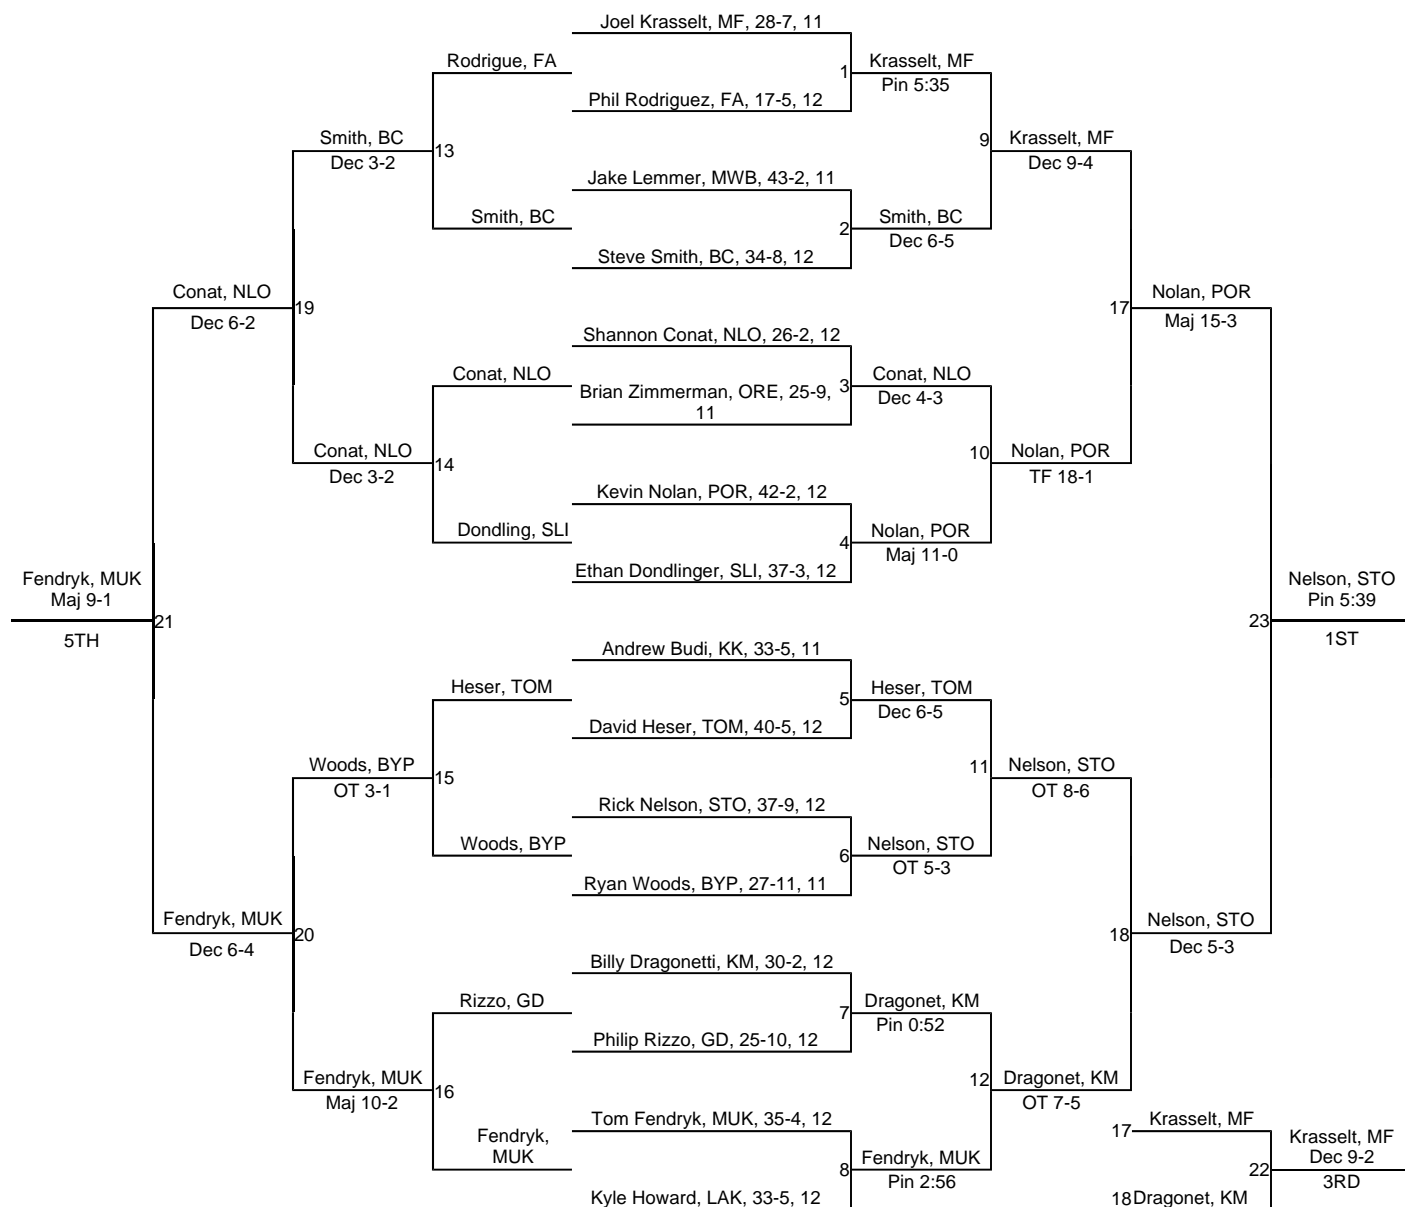 Joel Krasselt, MF, 28-7, 11
Rodrigue, FA
1
Krasselt, MF
Pin 5:35
Phil Rodriguez, FA, 17-5, 12
Smith, BC
Dec 3-2
13
9
Krasselt, MF
Dec 9-4
Jake Lemmer, MWB, 43-2, 11
Smith, BC
2
Smith, BC
Dec 6-5
Steve Smith, BC, 34-8, 12
Conat, NLO
Dec 6-2
19
17
Nolan, POR
Maj 15-3
Shannon Conat, NLO, 26-2, 12
Conat, NLO
3
Conat, NLO
Dec 4-3
Brian Zimmerman, ORE, 25-9,
11
Conat, NLO
Dec 3-2
14
10
Nolan, POR
TF 18-1
Kevin Nolan, POR, 42-2, 12
Dondling, SLI
4
Nolan, POR
Maj 11-0
Ethan Dondlinger, SLI, 37-3, 12
Fendryk, MUK
Maj 9-1
21
5TH
23
Nelson, STO
Pin 5:39
1ST
Andrew Budi, KK, 33-5, 11
Heser, TOM
5
Heser, TOM
Dec 6-5
David Heser, TOM, 40-5, 12
Woods, BYP
OT 3-1
15
11
Nelson, STO
OT 8-6
Rick Nelson, STO, 37-9, 12
Woods, BYP
6
Nelson, STO
OT 5-3
Ryan Woods, BYP, 27-11, 11
Fendryk, MUK
Dec 6-4
20
18
Nelson, STO
Dec 5-3
Billy Dragonetti, KM, 30-2, 12
Rizzo, GD
7
Dragonet, KM
Pin 0:52
Philip Rizzo, GD, 25-10, 12
Fendryk, MUK
Maj 10-2
16
12
Dragonet, KM
OT 7-5
Tom Fendryk, MUK, 35-4, 12
Fendryk,
MUK
8
Fendryk, MUK
Pin 2:56
Kyle Howard, LAK, 33-5, 12
17
Krasselt, MF
22
Krasselt, MF
Dec 9-2
3RD
18
Dragonet, KM